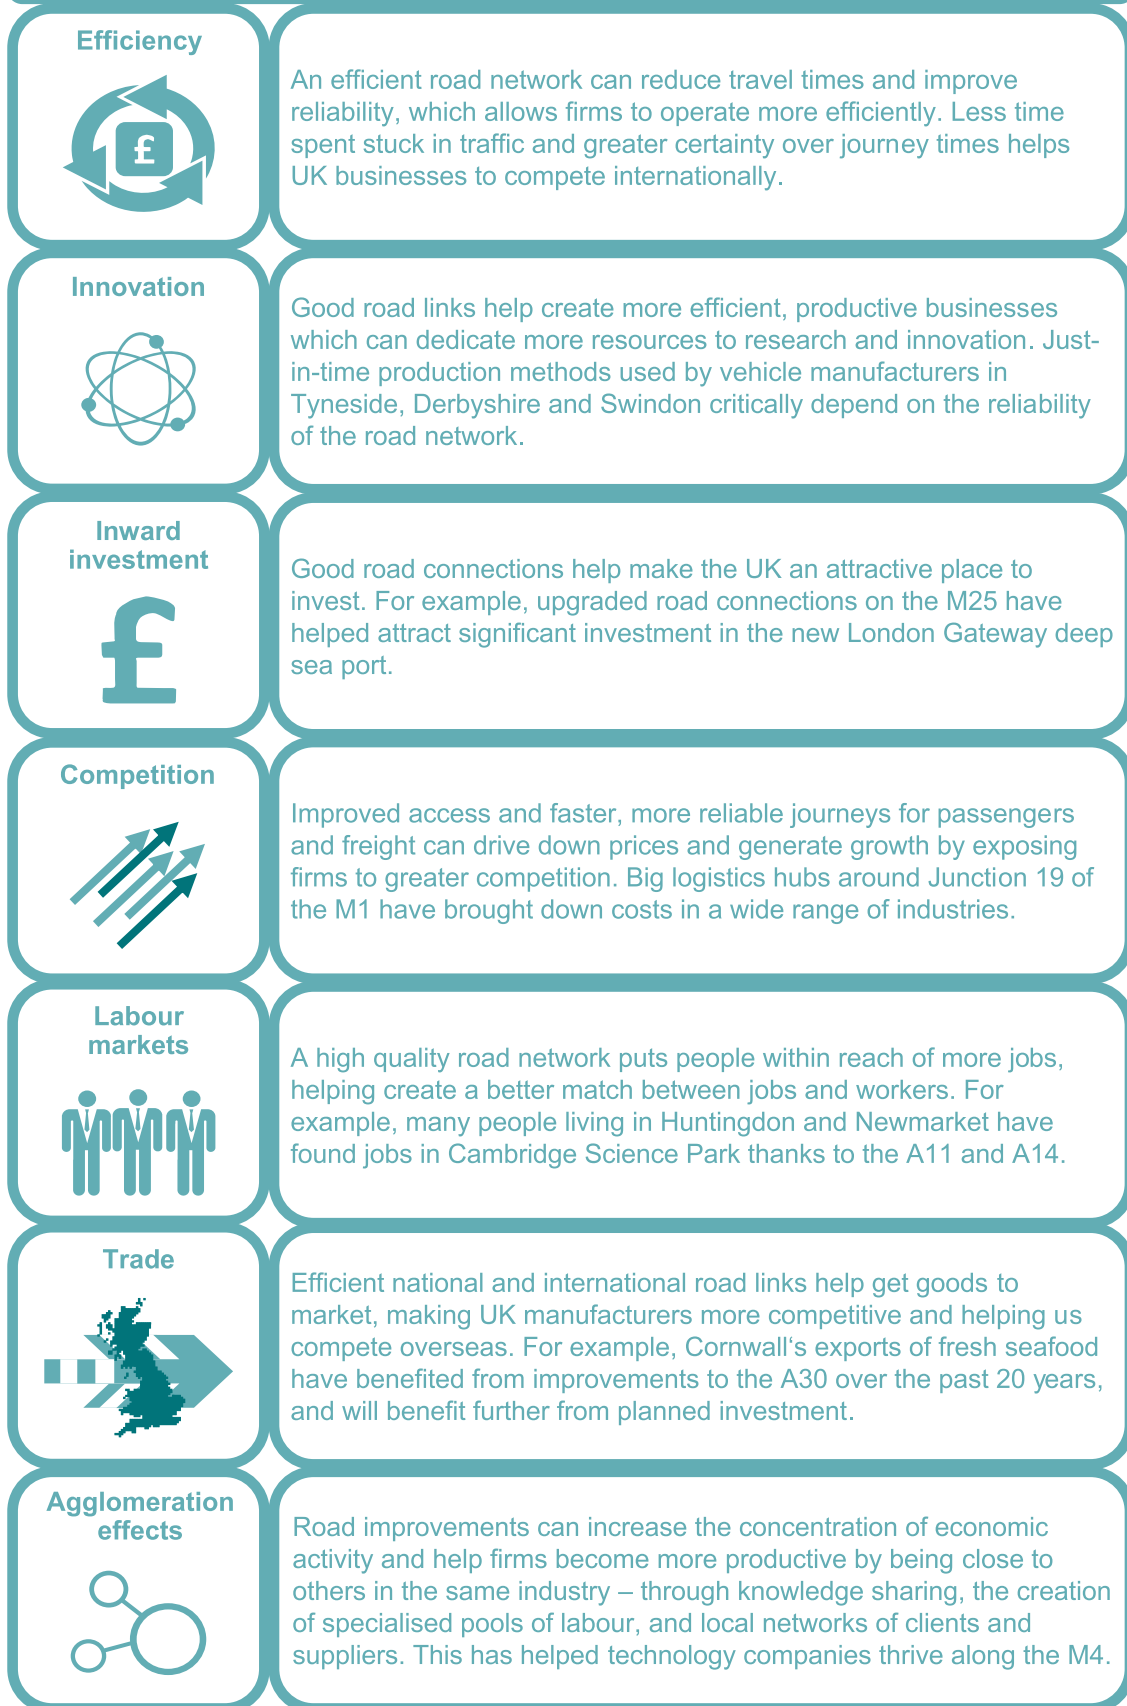 Efficiency
£
An efficient road network can reduce travel times and improve
reliability, which allows firms to operate more efficiently. Less time
spent stuck in traffic and greater certainty over journey times helps
UK businesses to compete internationally.
Innovation
Good road links help create more efficient, productive businesses
which can dedicate more resources to research and innovation. Just-
in-time production methods used by vehicle manufacturers in
Tyneside, Derbyshire and Swindon critically depend on the reliability
of the road network.
Inward
investment
£
Good road connections help make the UK an attractive place to
invest. For example, upgraded road connections on the M25 have
helped attract significant investment in the new London Gateway deep
sea port.
Competition
Improved access and faster, more reliable journeys for passengers
and freight can drive down prices and generate growth by exposing
firms to greater competition. Big logistics hubs around Junction 19 of
the M1 have brought down costs in a wide range of industries.
Labour
markets
A high quality road network puts people within reach of more jobs,
helping create a better match between jobs and workers. For
example, many people living in Huntingdon and Newmarket have
found jobs in Cambridge Science Park thanks to the A11 and A14.
Trade
Efficient national and international road links help get goods to
market, making UK manufacturers more competitive and helping us
compete overseas. For example, Cornwall‘s exports of fresh seafood
have benefited from improvements to the A30 over the past 20 years,
and will benefit further from planned investment.
Agglomeration
effects
Road improvements can increase the concentration of economic
activity and help firms become more productive by being close to
others in the same industry – through knowledge sharing, the creation
of specialised pools of labour, and local networks of clients and
suppliers. This has helped technology companies thrive along the M4.